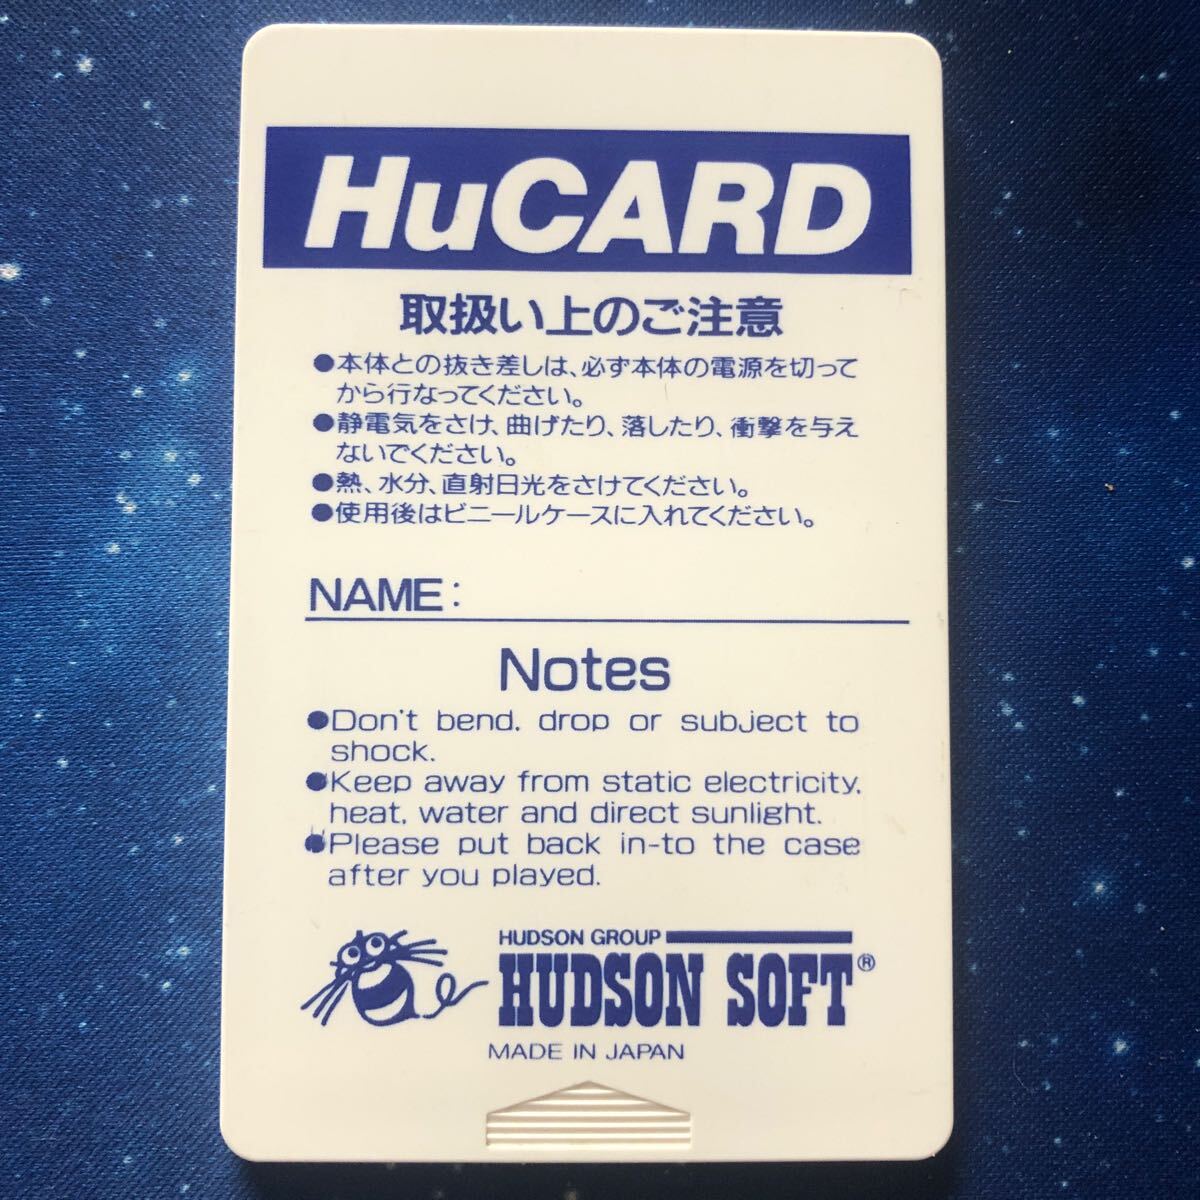 HuCARD
取扱い上のご注意
●本体との抜き差しは、必ず本体の電源を切って
から行なってください。
●静電気をさけ、曲げたり、落したり、衝撃を与え
ないでください。
●熱、水分、直射日光をさけてください。
●使用後はビニールケースに入れてください。
NAME:
Notes
●Don't bend, drop or subject to
shock.
●Keep away from static electricity,
heat, water and direct sunlight.
●Please put back in-to the case
after you played.
HUDSON GROUP
HUDSON SOFT®
MADE IN JAPAN